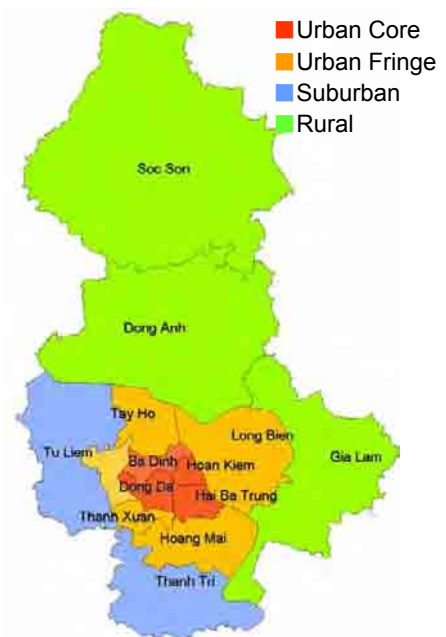 Urban Core
Urban Fringe
Suburban
Rural
Soc Son
Dong Anh
Tay Ho
Long Bien
Tu Liem
Ba Dinh
Hoan Kiem
Gia Lam
Dong Da
Hai Ba Trung
Thanh Xuan
Hoang Mai
Thanh Tri